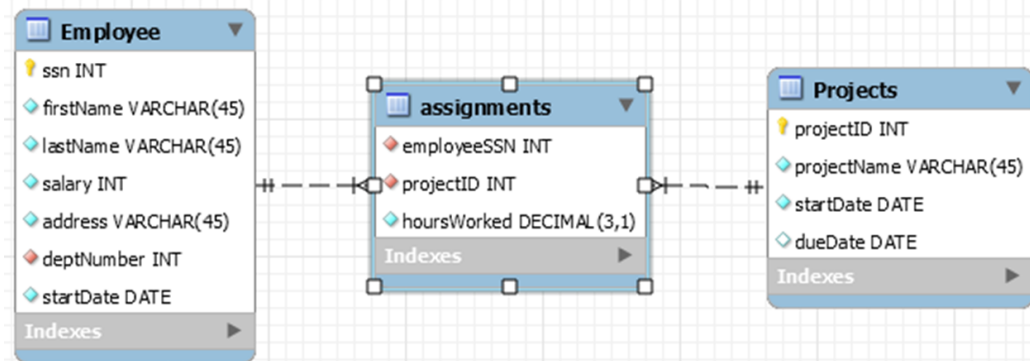 Employee
ssn INT
firstName VARCHAR(45)
lastName VARCHAR(45)
salary INT
address VARCHAR(45)
deptNumber INT
startDate DATE
Indexes
assignments
employeeSSN INT
projectID INT
hoursWorked DECIMAL(3,1)
Indexes
Projects
projectID INT
projectName VARCHAR(45)
startDate DATE
dueDate DATE
Indexes